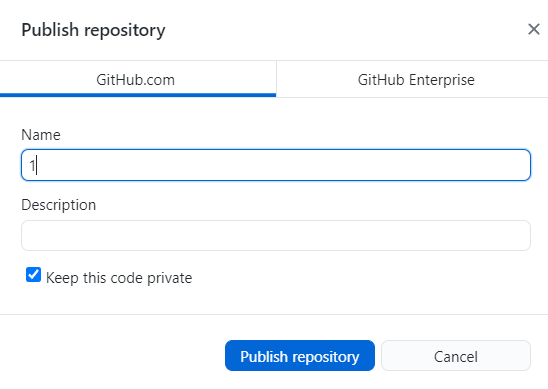 Publish repository
GitHub.com
GitHub Enterprise
Name
1
Description
Keep this code private
Publish repository
Cancel